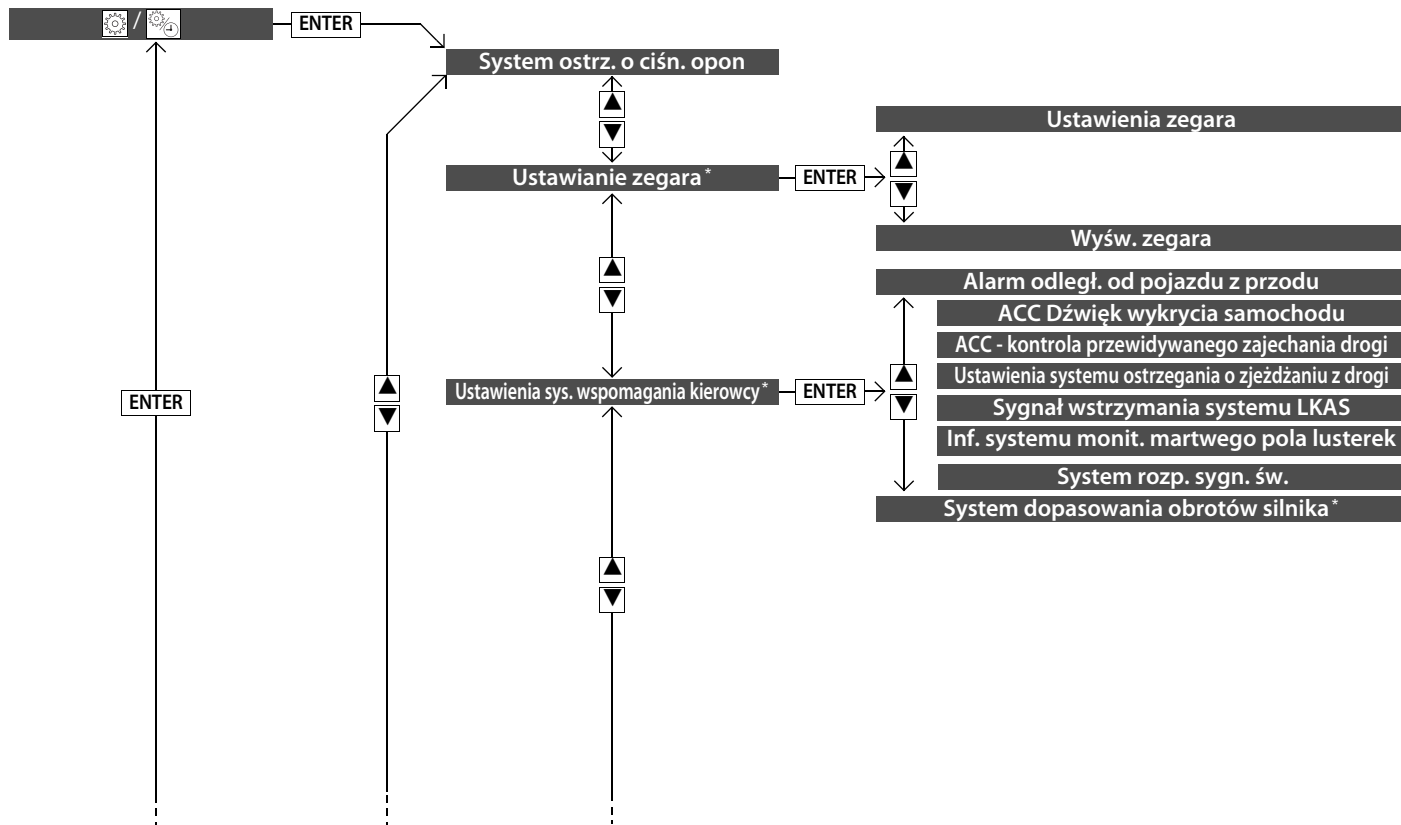 /
ENTER
System ostrz. o ciśn. opon
Ustawienia zegara
Ustawianie zegara*
ENTER
Wyśw. zegara
Alarm odległ. od pojazdu z przodu
ACC Dźwięk wykrycia samochodu
ACC - kontrola przewidywanego zajechania drogi
Ustawienia systemu ostrzegania o zjeżdżaniu z drogi
Ustawienia sys. wspomagania kierowcy*
ENTER
ENTER
Sygnał wstrzymania systemu LKAS
Inf. systemu monit. martwego pola lusterek
System rozp. sygn. św.
System dopasowania obrotów silnika*